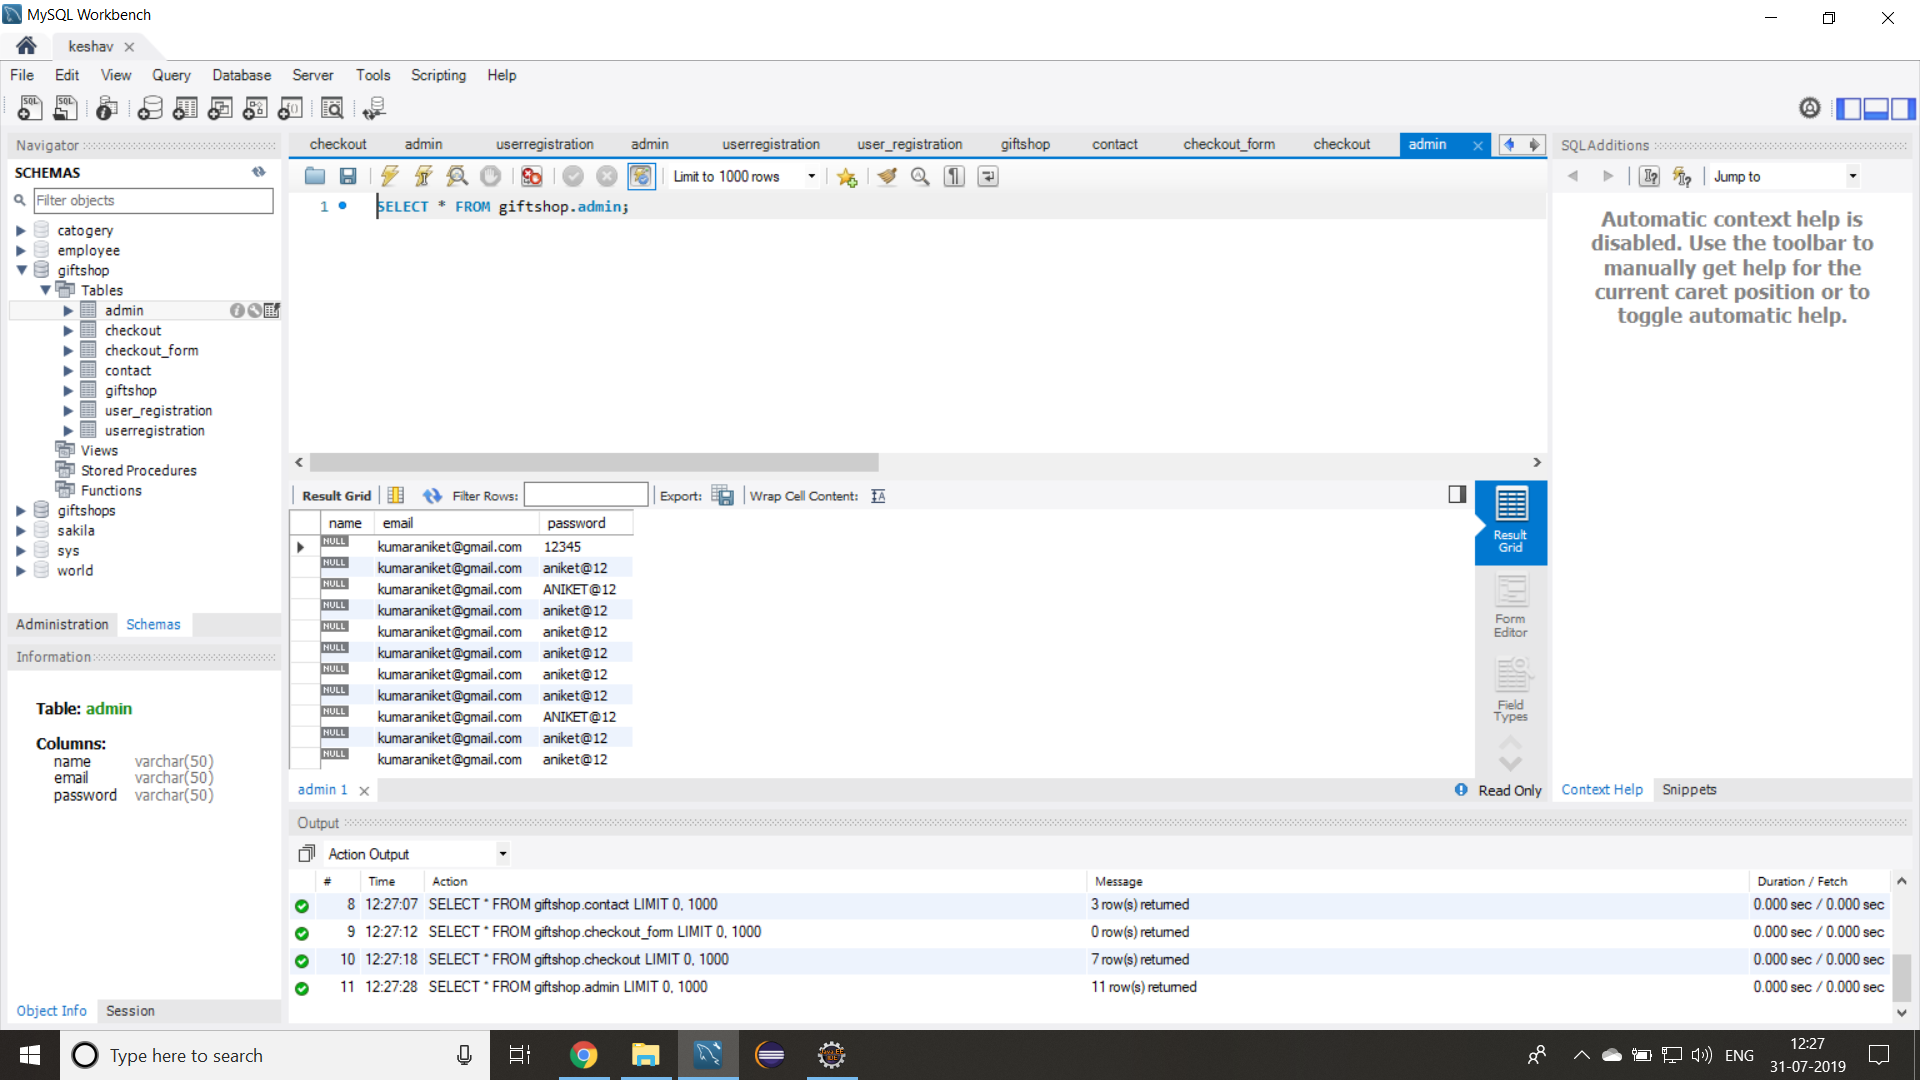 MySQL Workbench
keshav
File Edit View Query Database Server Tools Scripting Help
Navigator
SCHEMAS
Filter objects
catogery
employee
giftshop
Tables
admin
checkout
checkout_form
contact
giftshop
user_registration
userregistration
Views
Stored Procedures
Functions
giftshops
sakila
sys
world
Administration Schemas
Information
Table: admin
Columns:
name varchar(50)
email varchar(50)
password varchar(50)
Object Info Session
checkout admin userregistration admin userregistration user_registration giftshop contact checkout_form checkout admin
Limit to 1000 rows
1 SELECT * FROM giftshop.admin;
Result Grid Filter Rows: Export: Wrap Cell Content:
name email password
NULL kumaraniket@gmail.com 12345
NULL kumaraniket@gmail.com aniket@12
NULL kumaraniket@gmail.com ANIKET@12
NULL kumaraniket@gmail.com aniket@12
NULL kumaraniket@gmail.com aniket@12
NULL kumaraniket@gmail.com aniket@12
NULL kumaraniket@gmail.com aniket@12
NULL kumaraniket@gmail.com aniket@12
NULL kumaraniket@gmail.com ANIKET@12
NULL kumaraniket@gmail.com aniket@12
NULL kumaraniket@gmail.com aniket@12
Result
Grid
Form
Editor
Field
Types
admin 1
Read Only
SQLAdditions
Jump to
Automatic context help is
disabled. Use the toolbar to
manually get help for the
current caret position or to
toggle automatic help.
Context Help Snippets
Output
Action Output
# Time Action Message Duration / Fetch
8 12:27:07 SELECT * FROM giftshop.contact LIMIT 0, 1000 3 row(s) returned 0.000 sec / 0.000 sec
9 12:27:12 SELECT * FROM giftshop.checkout_form LIMIT 0, 1000 0 row(s) returned 0.000 sec / 0.000 sec
10 12:27:18 SELECT * FROM giftshop.checkout LIMIT 0, 1000 7 row(s) returned 0.000 sec / 0.000 sec
11 12:27:28 SELECT * FROM giftshop.admin LIMIT 0, 1000 11 row(s) returned 0.000 sec / 0.000 sec
Type here to search
ENG
12:27
31-07-2019